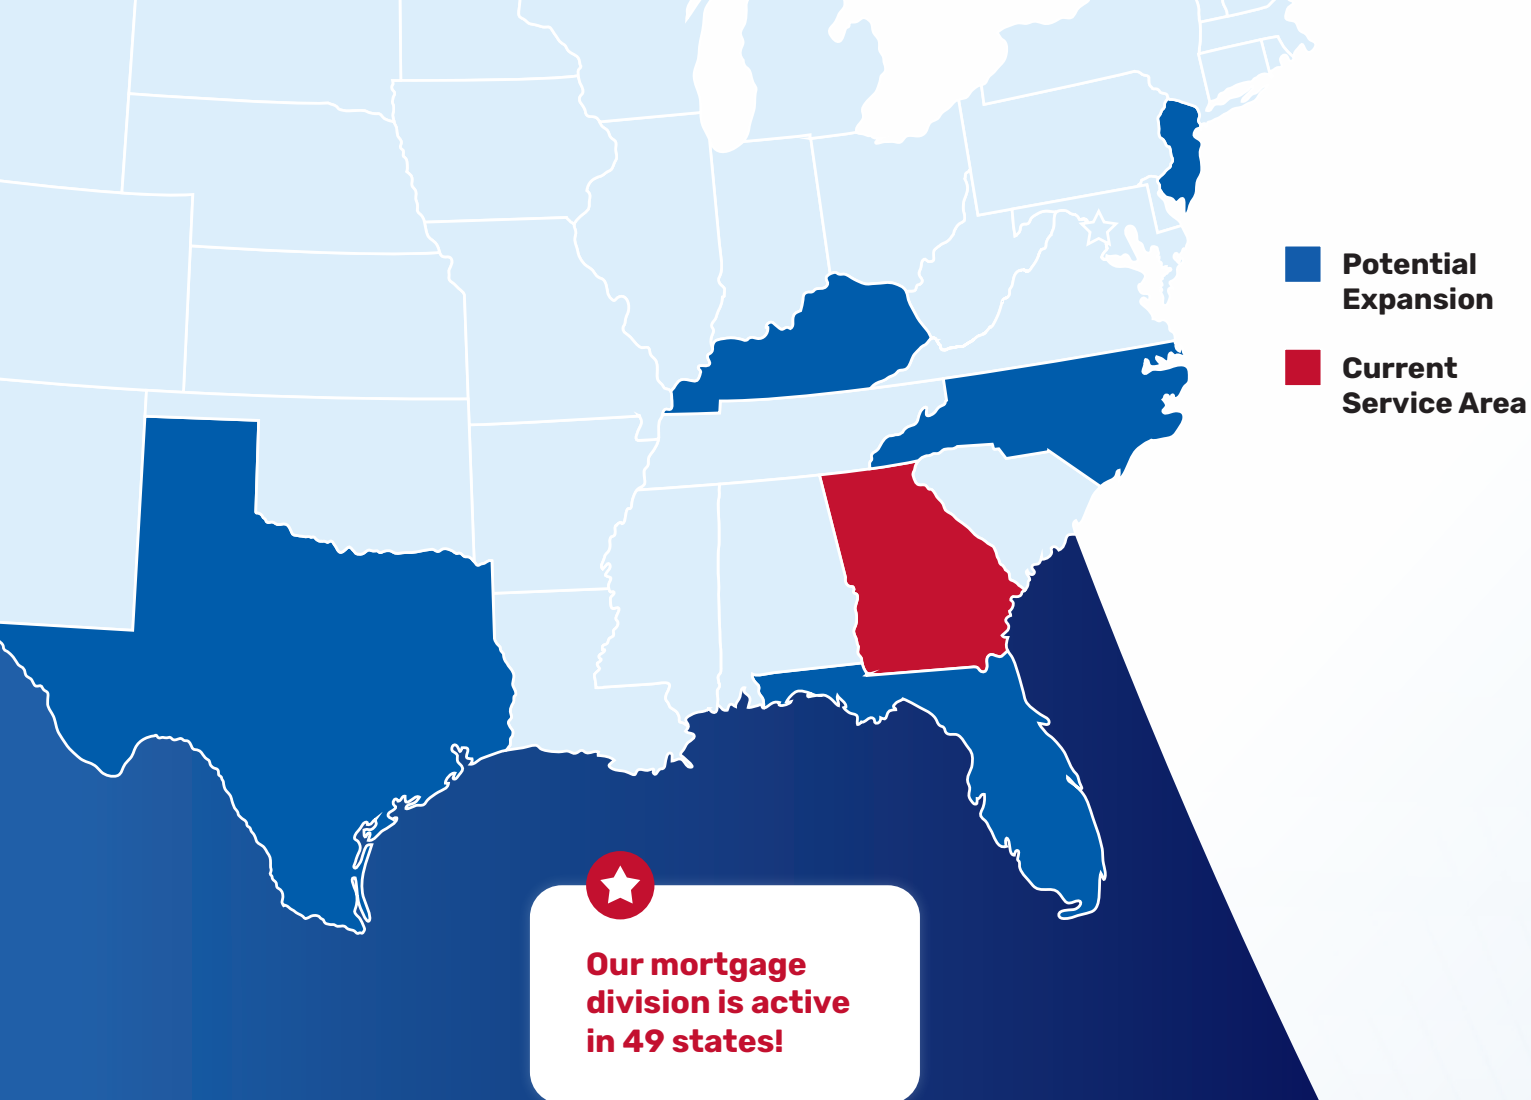 Potential
Expansion
Current
Service Area
Our mortgage
division is active
in 49 states!